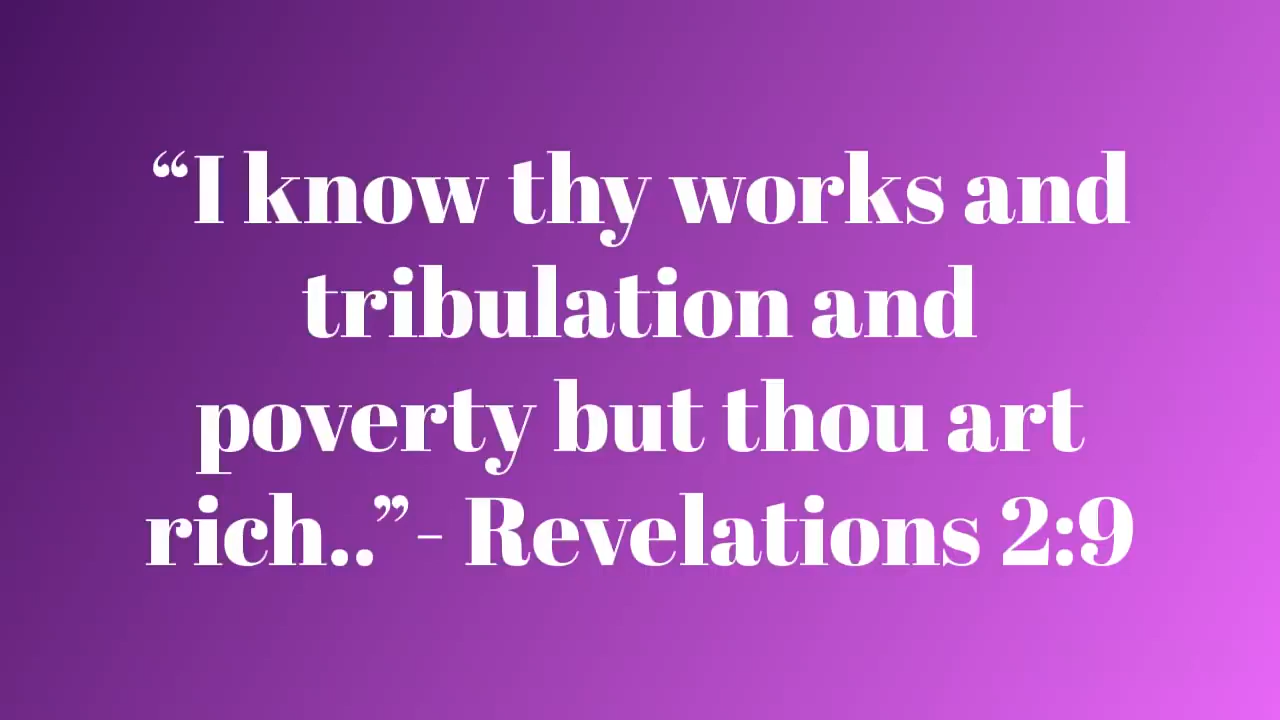 “I know thy works and
tribulation and
poverty but thou art
rich..”- Revelations 2:9